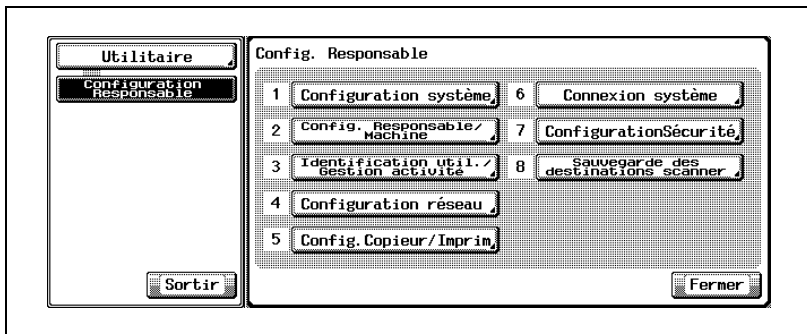 Utilitaire
Configuration
Responsable
Sortir
Config. Responsable
1 Configuration système
2 Config. Responsable/
Machine
3 Identification util./
Gestion activité
4 Configuration réseau
5 Config.Copieur/Imprim
6 Connexion système
7 ConfigurationSécurité
8 Sauvegarde des
destinations scanner
Fermer